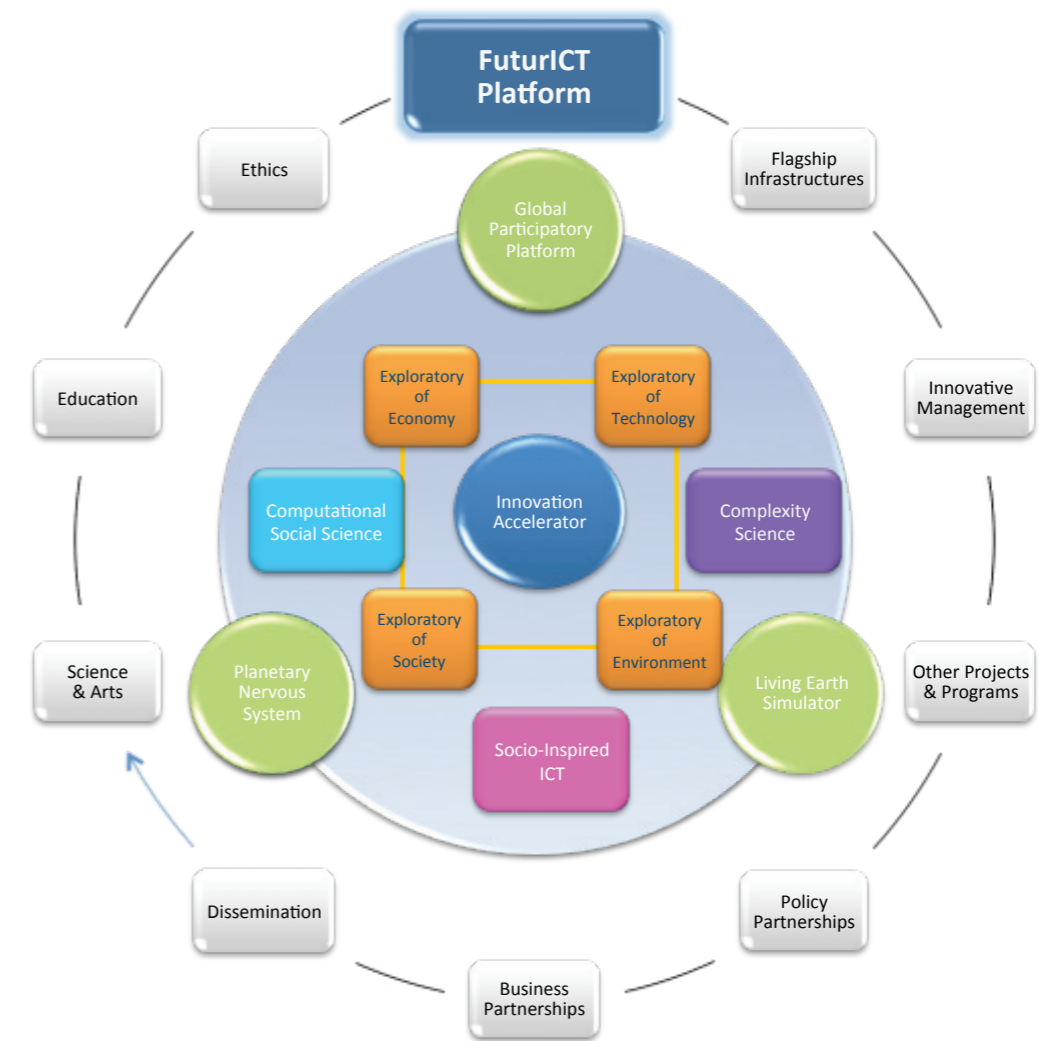 FuturICT
Platform
Ethics
Flagship
Infrastructures
Global
Participatory
Platform
Exploratory
of
Economy
Exploratory
of
Technology
Education
Innovative
Management
Computational
Social Science
Innovation
Accelerator
Complexity
Science
Exploratory
of
Society
Exploratory
of
Environment
Science
& Arts
Planetary
Nervous
System
Living Earth
Simulator
Other Projects
& Programs
Socio-Inspired
ICT
Dissemination
Policy
Partnerships
Business
Partnerships